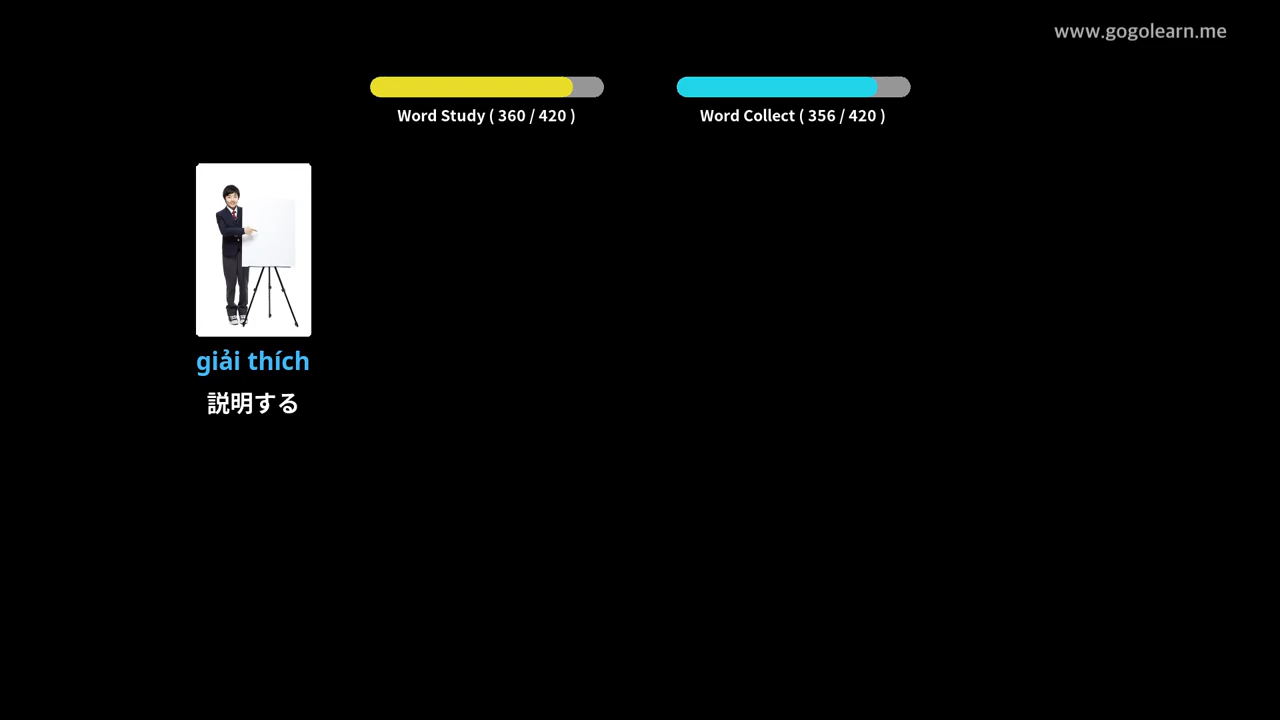 www.gogolearn.me
Word Study ( 360 / 420 )
Word Collect ( 356 / 420 )
giải thích
説明する